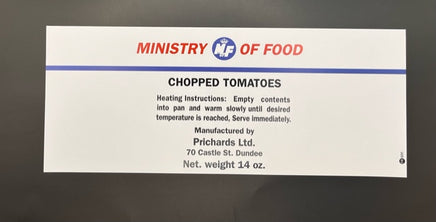 MINISTRY MF OF FOOD
CHOPPED TOMATOES
Heating Instructions: Empty contents
into pan and warm slowly until desired
temperature is reached, Serve immediately.
Manufactured by
Prichards Ltd.
70 Castle St. Dundee
Net. weight 14 oz.